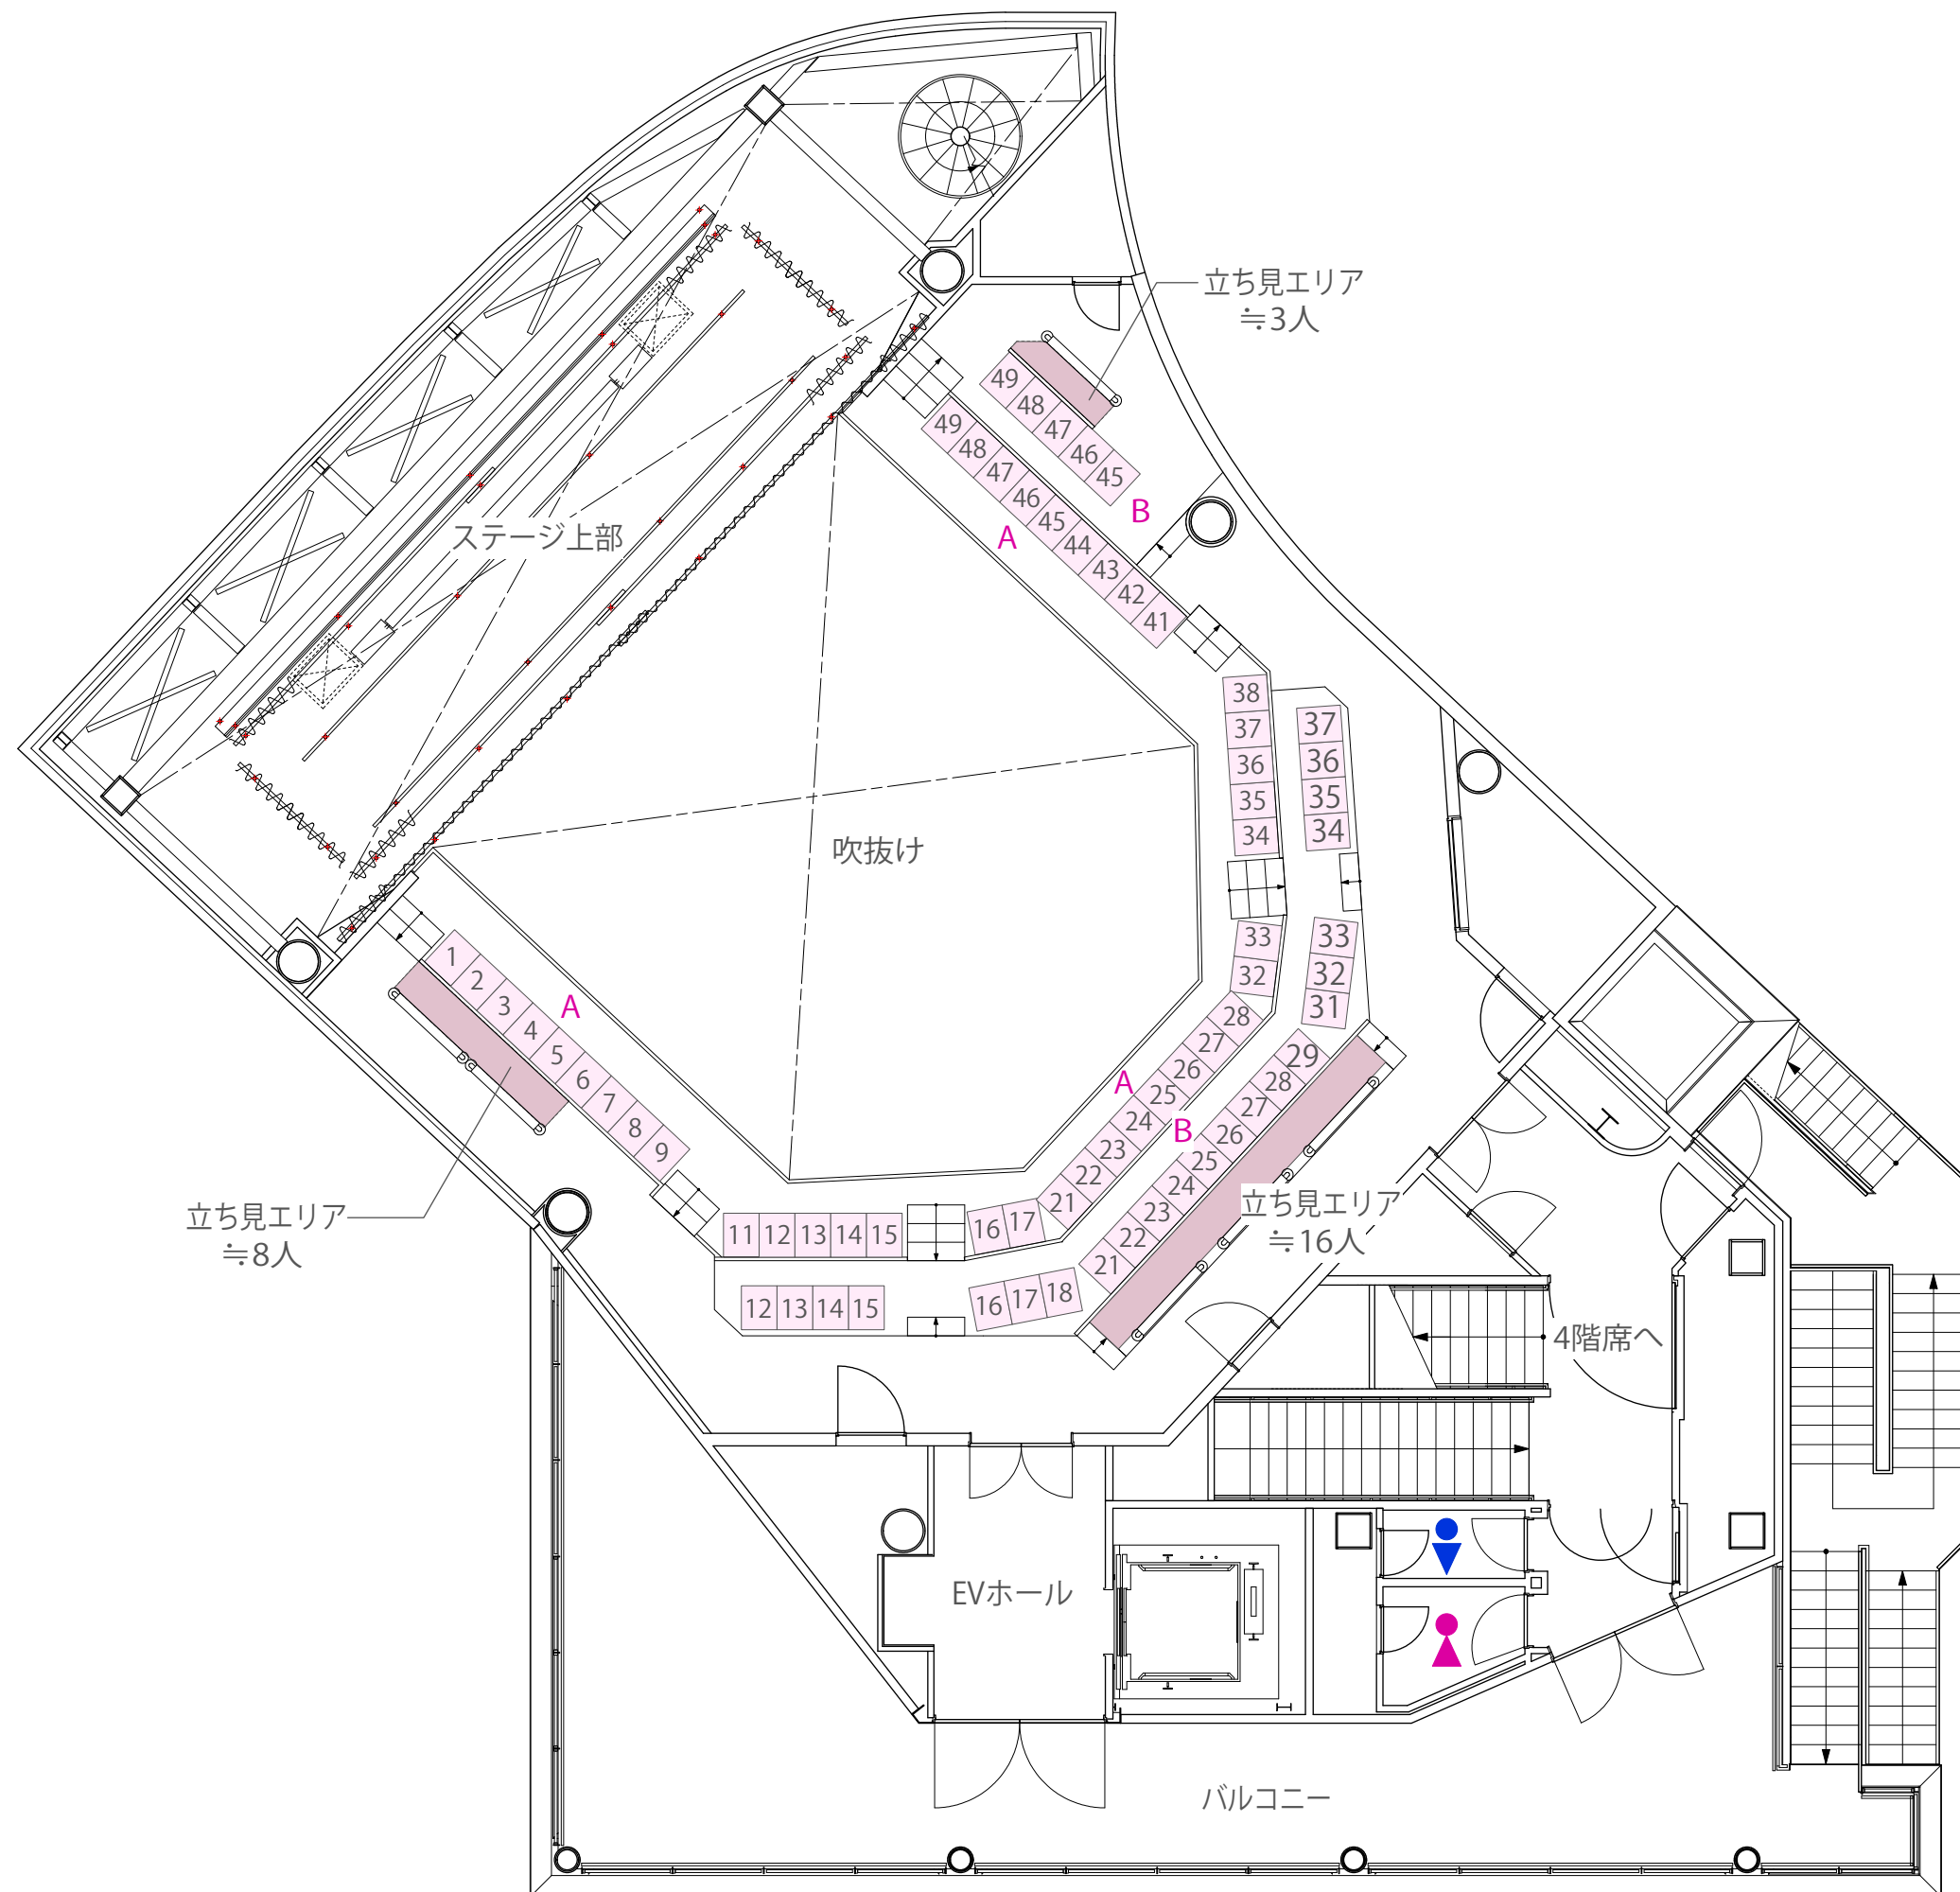 立ち見エリア
≒3人
49
48
47
46
45
B
49
48
47
46
45
44
43
42
41
A
ステージ上部
38
37
36
35
34
37
36
35
34
吹抜け
33
32
33
32
31
1
2
3
4
5
6
7
8
9
A
28
27
26
25
24
23
22
21
A
29
28
27
26
25
24
23
22
21
B
立ち見エリア
≒8人
立ち見エリア
≒16人
11 12 13 14 15
16 17
12 13 14 15
16 17 18
4階席へ
EVホール
バルコニー